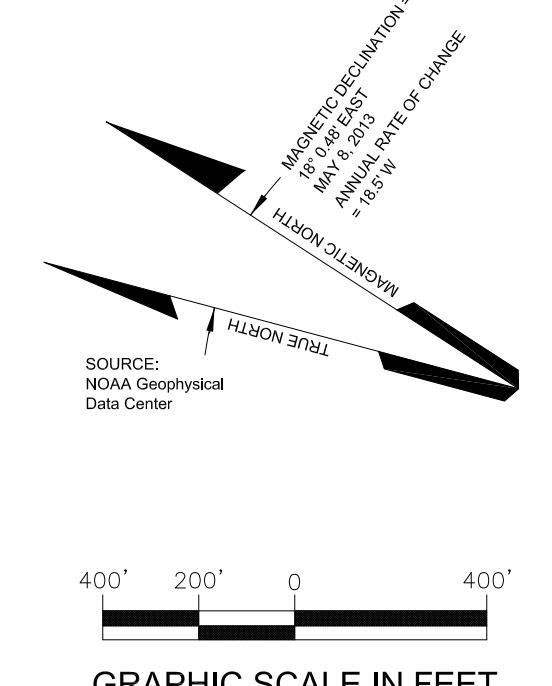 MAGNETIC DECLINATION =
18° 0.48' EAST
MAY 8, 2013
ANNUAL RATE OF CHANGE
= 18.5' W
MAGNETIC NORTH
TRUE NORTH
SOURCE:
NOAA Geophysical
Data Center
400' 200' 0 400'
GRAPHIC SCALE IN FEET